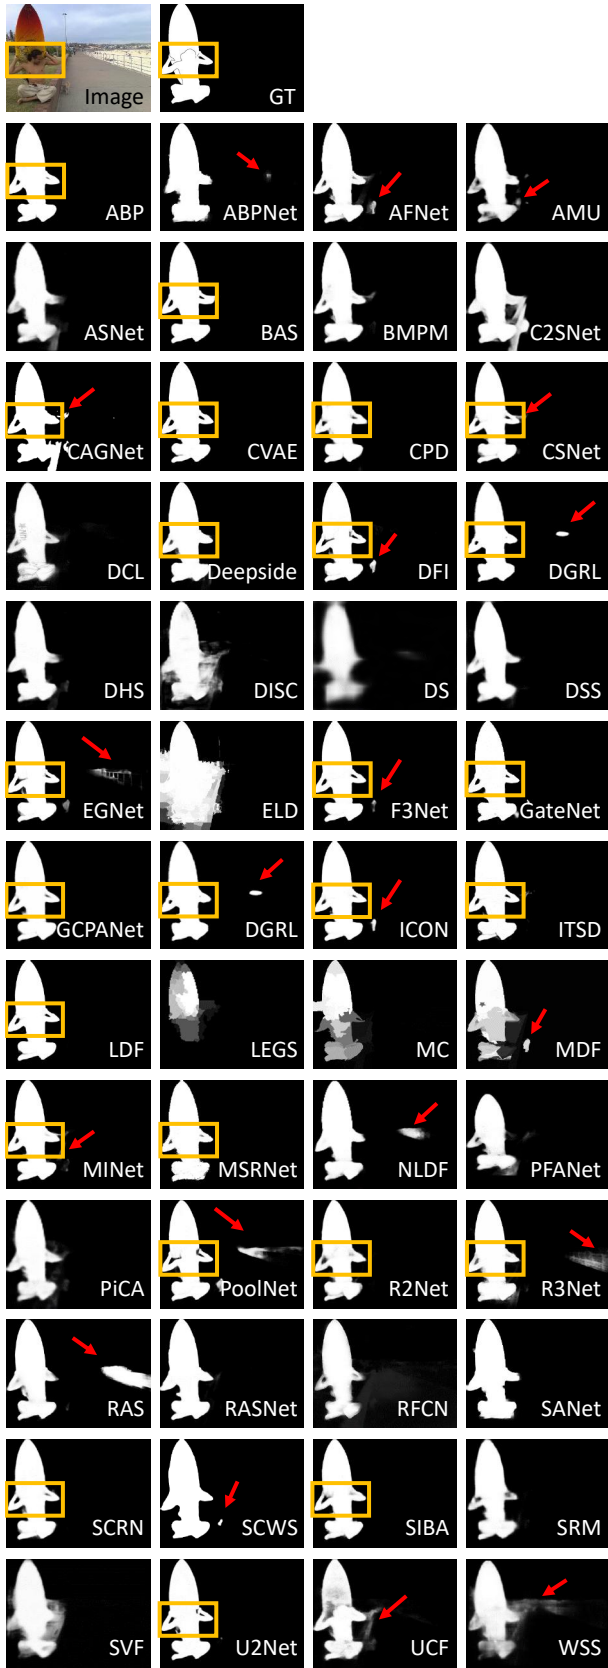 Image
GT
ABP
ABPNet
AFNet
AMU
ASNet
BAS
BMPM
C2SNet
CAGNet
CVAE
CPD
CSNet
DCL
Deepside
DFI
DGRL
DHS
DISC
DS
DSS
EGNet
ELD
F3Net
GateNet
GCPANet
DGRL
ICON
ITSD
LDF
LEGS
MC
MDF
MINet
MSRNet
NLDF
PFANet
PiCA
PoolNet
R2Net
R3Net
RAS
RASNet
RFCN
SANet
SCRN
SCWS
SIBA
SRM
SVF
U2Net
UCF
WSS